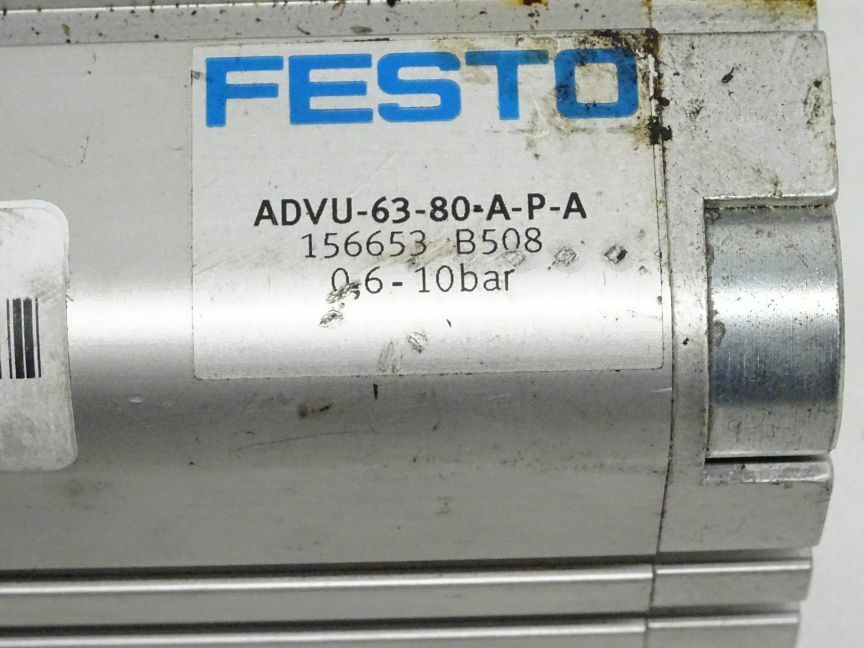 FESTO
ADVU-63-80-A-P-A
156653 B508
0,6-10bar